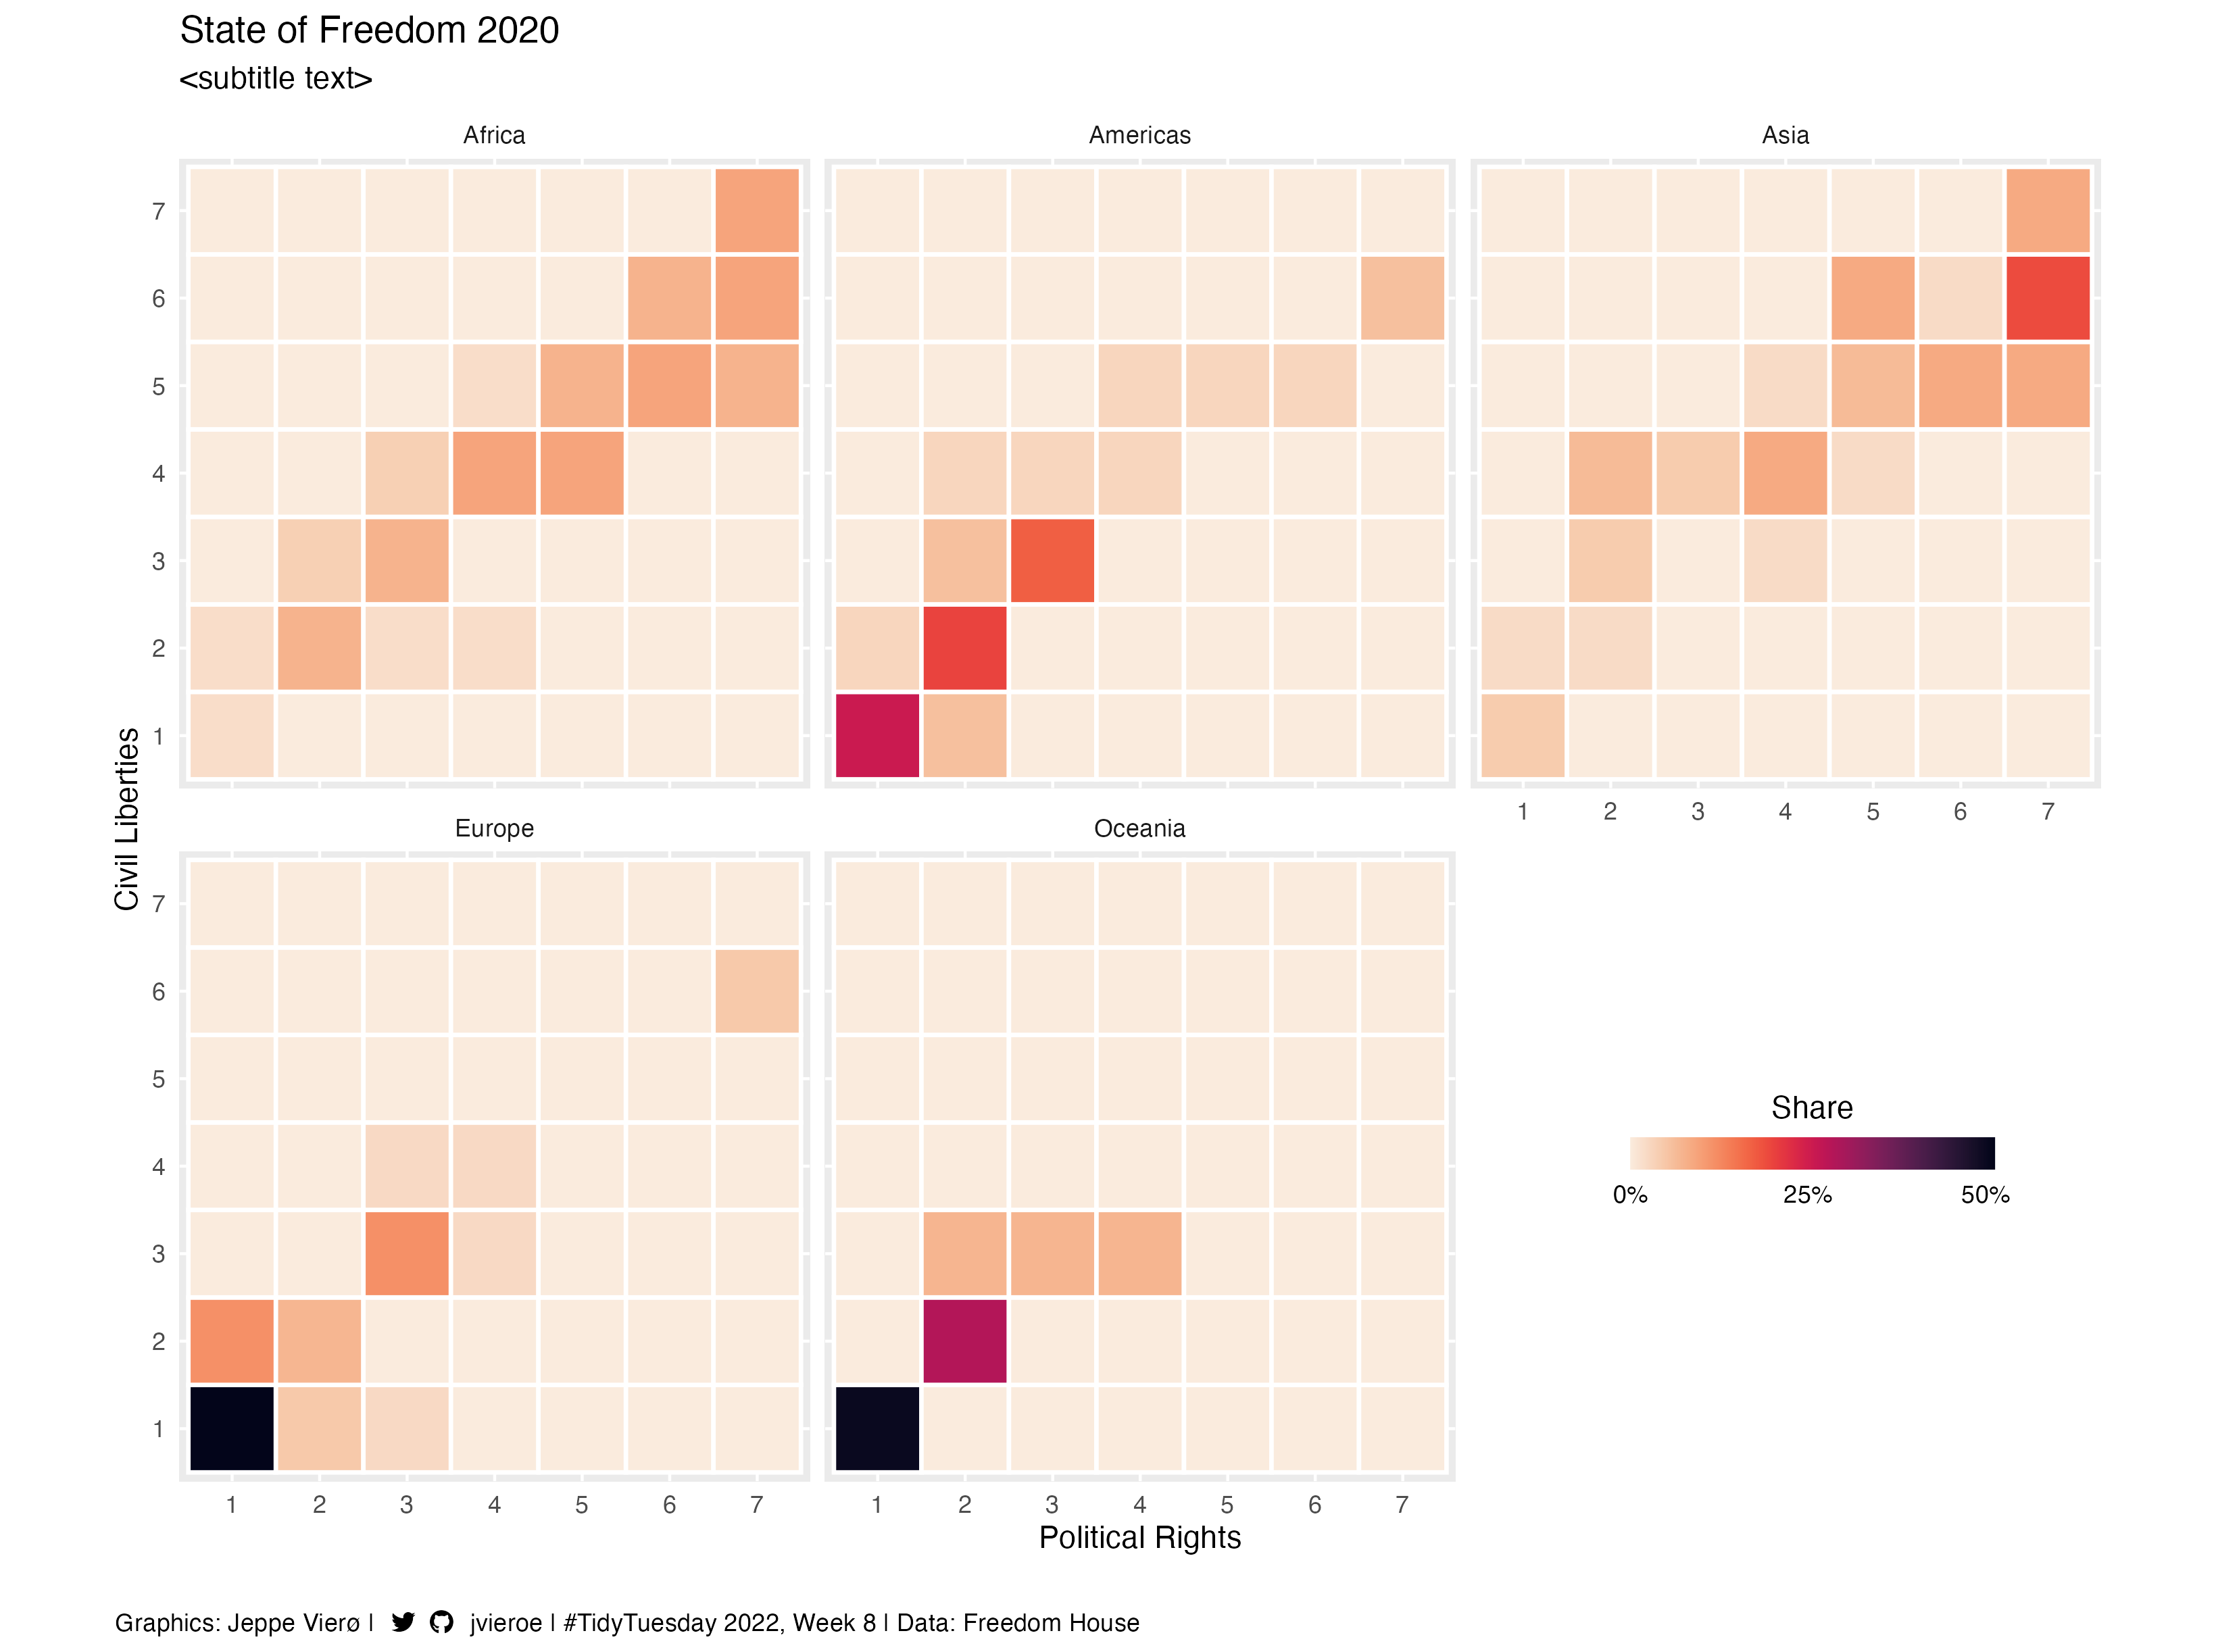 State of Freedom 2020
<subtitle text>
Africa
Americas
Asia
7
6
5
4
3
2
1
1 2 3 4 5 6 7
Civil Liberties
Europe
Oceania
7
6
5
4
3
2
1
1 2 3 4 5 6 7
1 2 3 4 5 6 7
Political Rights
Share
0% 25% 50%
Graphics: Jeppe Vierø | jvieroe | #TidyTuesday 2022, Week 8 | Data: Freedom House